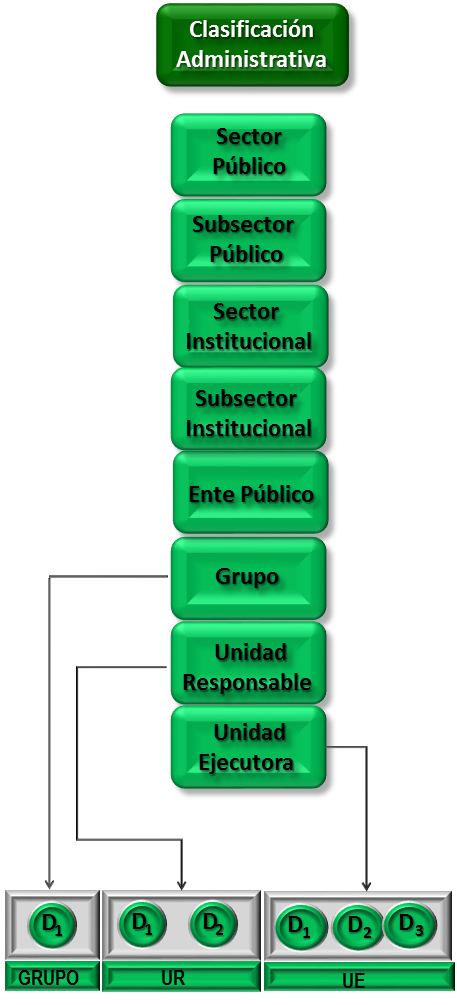 Clasificación
Administrativa
Sector
Público
Subsector
Público
Sector
Institucional
Subsector
Institucional
Ente Público
Grupo
Unidad
Responsable
Unidad
Ejecutora
D1
D1 D2
D1 D2 D3
GRUPO
UR
UE